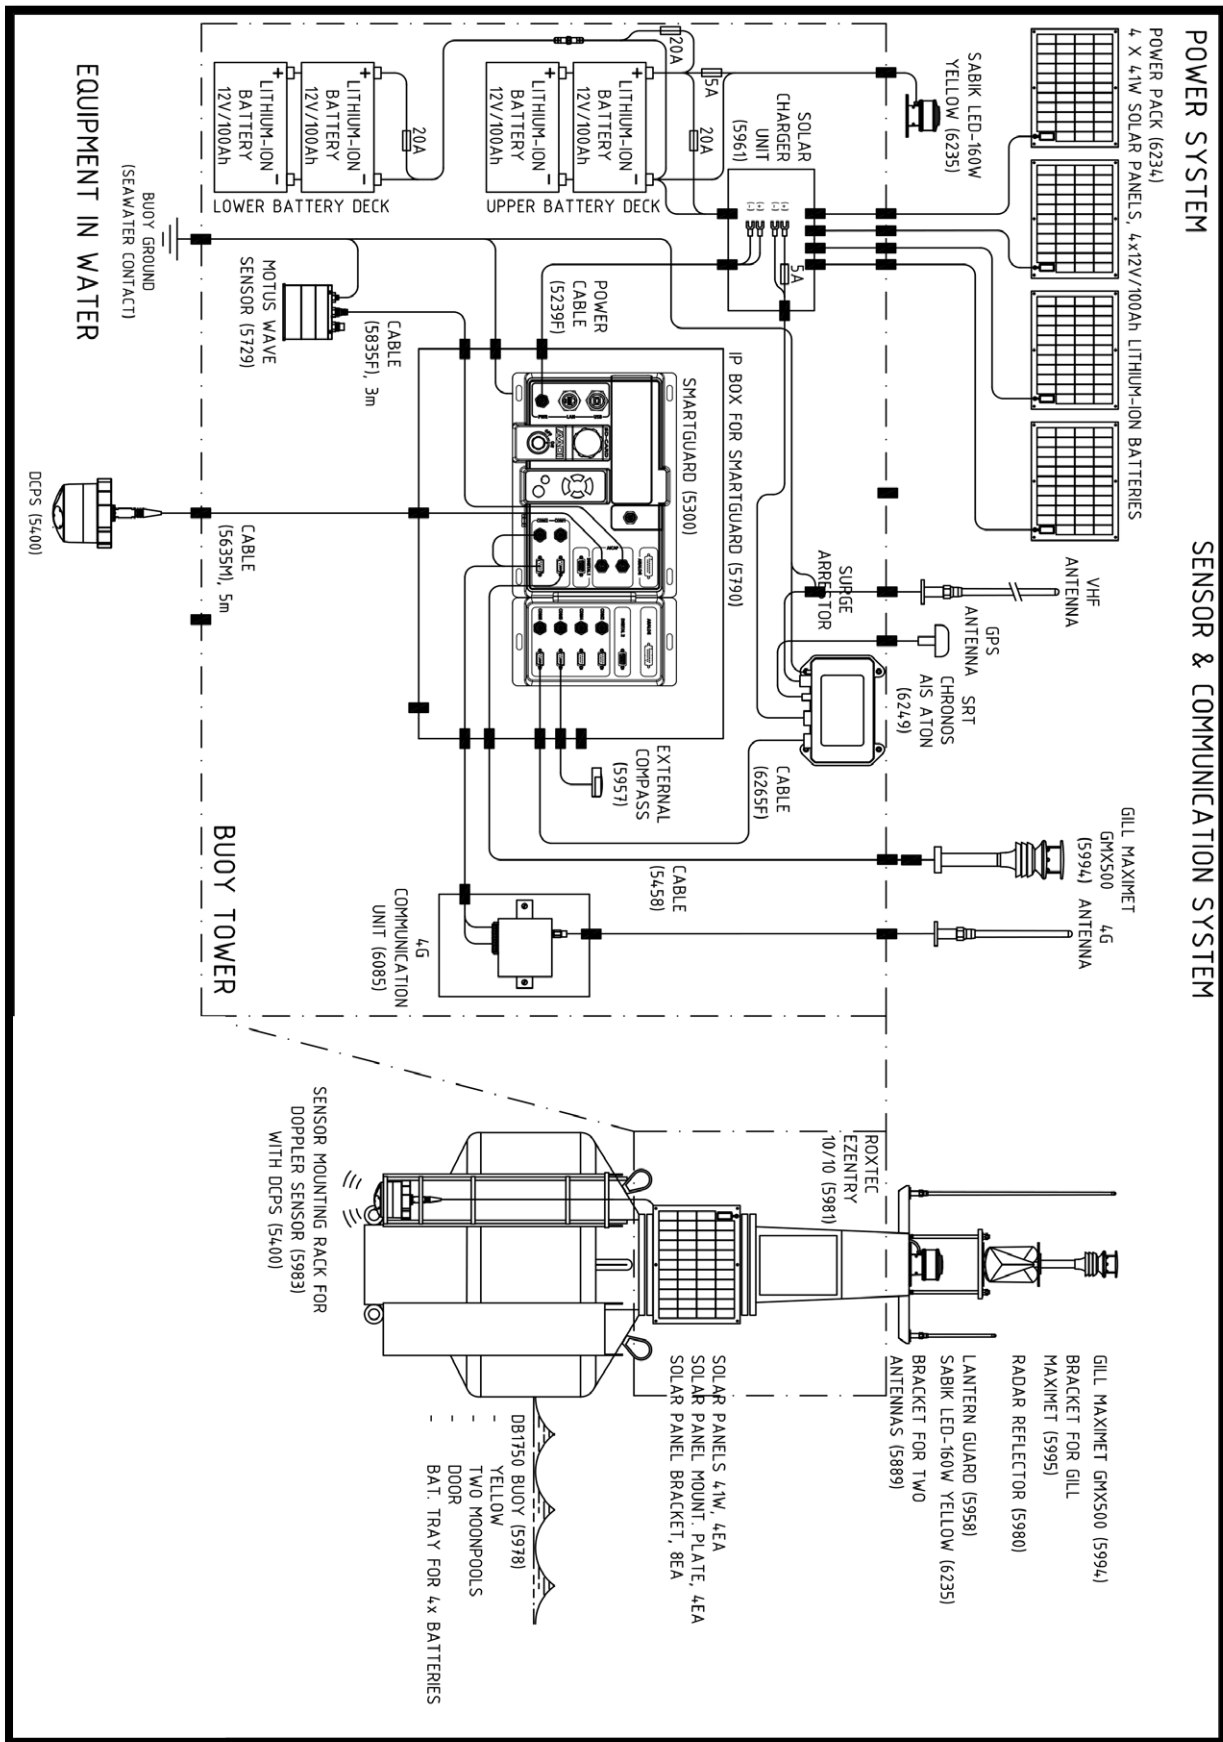 POWER SYSTEM
POWER PACK (6234)
4 X 41W SOLAR PANELS, 4x12V/100Ah LITHIUM-ION BATTERIES
SENSOR & COMMUNICATION SYSTEM
SABIK LED-160W
YELLOW (6235)
VHF
ANTENNA
GPS
ANTENNA
SRT
CHRONOS
AIS ATON
(6249)
GILL MAXIMET
GMX500
(5994)
4G
ANTENNA
20A
5A
20A
SOLAR
CHARGER
UNIT
(5961)
(-)
(+)
(-)
(+)
5A
SURGE
ARRESTOR
CABLE
(6265F)
+
-
LITHIUM-ION
BATTERY
12V/100Ah
LITHIUM-ION
BATTERY
12V/100Ah
UPPER BATTERY DECK
20A
+
-
LITHIUM-ION
BATTERY
12V/100Ah
+
-
LITHIUM-ION
BATTERY
12V/100Ah
LOWER BATTERY DECK
POWER
CABLE
(5239F)
IP BOX FOR SMARTGUARD (5790)
SMARTGUARD (5300)
EXTERNAL
COMPASS
(5957)
CABLE
(5458)
4G
COMMUNICATION
UNIT (6085)
CABLE
(5835F), 3m
MOTUS WAVE
SENSOR (5729)
BUOY GROUND
(SEAWATER CONTACT)
CABLE
(5635M), 5m
DCPS (5400)
BUOY TOWER
EQUIPMENT IN WATER
ROXTEC
EZENTRY
10/10 (5981)
SENSOR MOUNTING RACK FOR
DOPPLER SENSOR (5983)
WITH DCPS (5400)
GILL MAXIMET GMX500 (5994)
BRACKET FOR GILL
MAXIMET (5995)
RADAR REFLECTOR (5980)
LANTERN GUARD (5958)
SABIK LED-160W YELLOW (6235)
BRACKET FOR TWO
ANTENNAS (5889)
SOLAR PANELS 41W, 4EA
SOLAR PANEL MOUNT. PLATE, 4EA
SOLAR PANEL BRACKET, 8EA
DB1750 BUOY (5978)
- YELLOW
- TWO MOONPOOLS
- DOOR
- BAT. TRAY FOR 4x BATTERIES